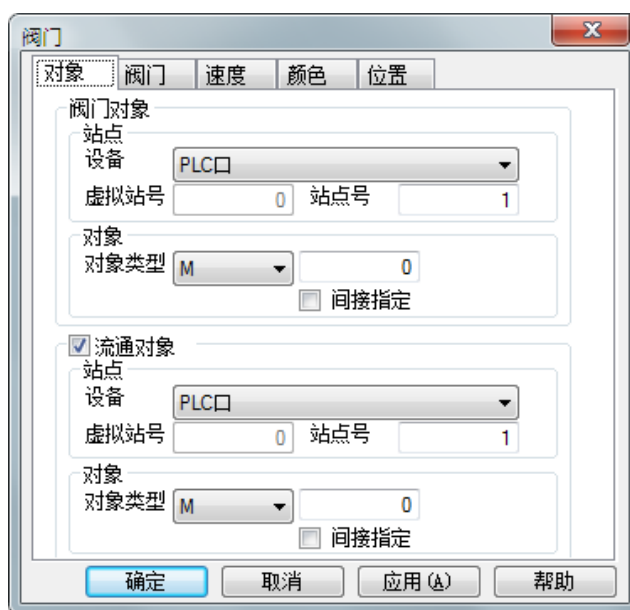 阀门
对象 阀门 速度 颜色 位置
阀门对象
站点
设备 PLC口
虚拟站号 0 站点号 1
对象
对象类型 M 0
间接指定
流通对象
站点
设备 PLC口
虚拟站号 0 站点号 1
对象
对象类型 M 0
间接指定
确定 取消 应用(A) 帮助